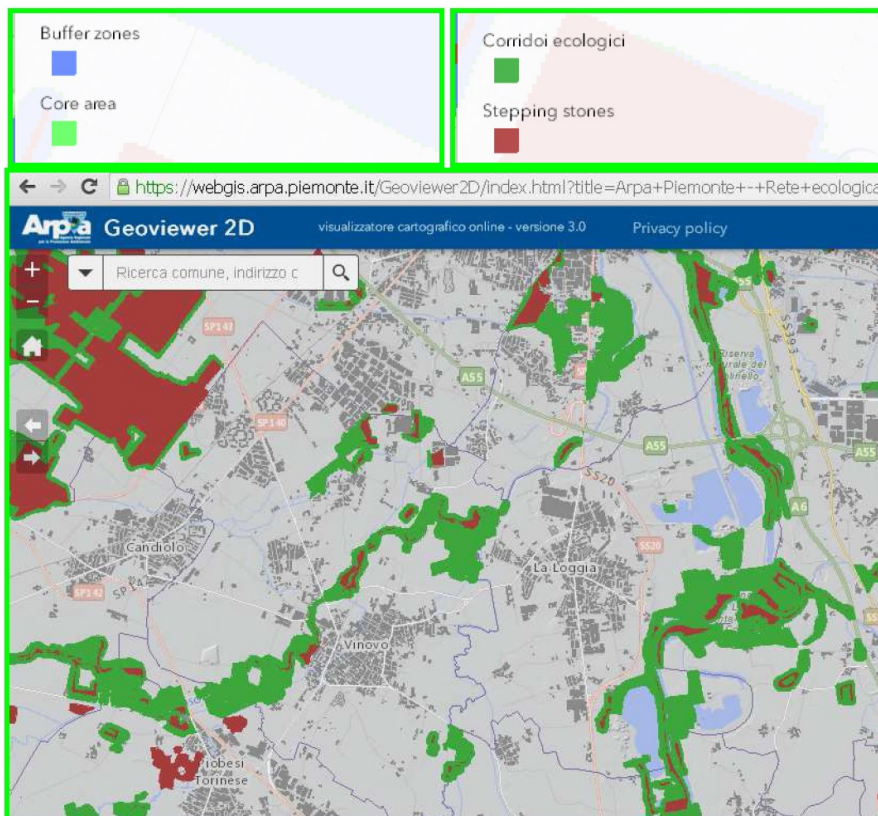 Buffer zones
Core area
Corridoi ecologici
Stepping stones
https://webgis.arpa.piemonte.it/Geoviewer2D/index.html?title=Arpa+Piemonte+-+Rete+ecologica
Arpa Geoviewer 2D visualizzatore cartografico online - versione 3.0 Privacy policy
+ Ricerca comune, indirizzo c
-
SP143
A55
SP140
A55
A55
SS20
A6
Candiolo
SS20
La Loggia
SP142
SP142
Vinovo
Piobesi
Torinese